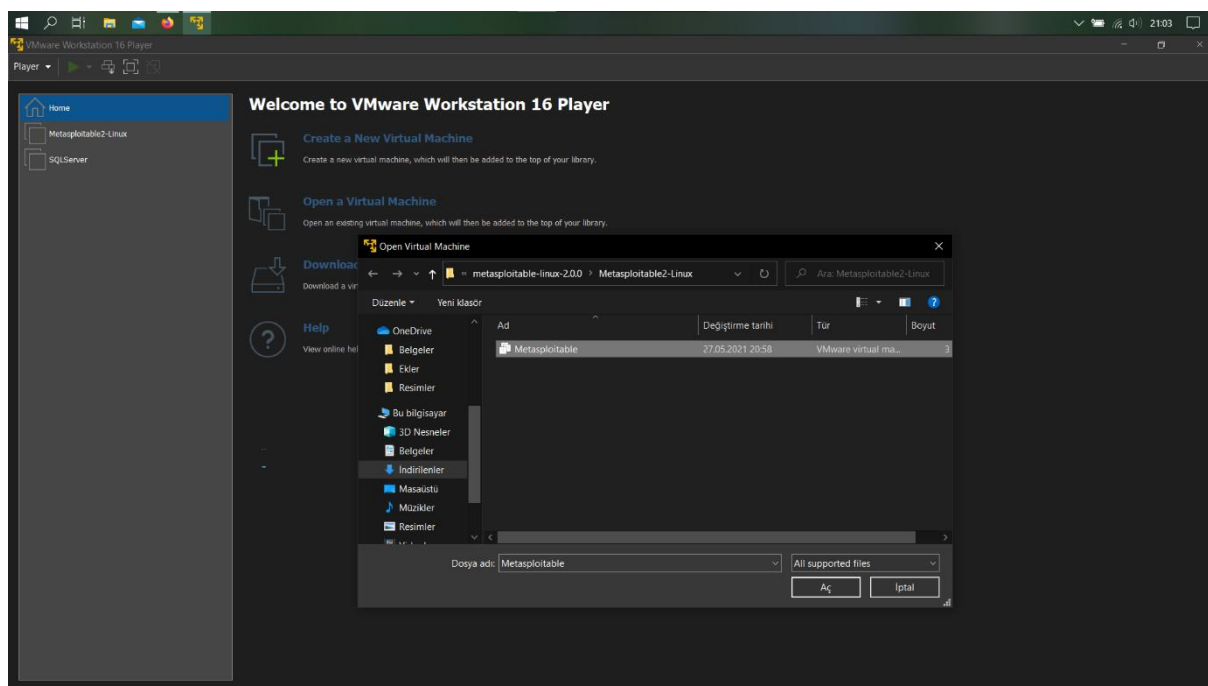 21:03
VMware Workstation 16 Player
Player
Home
Metasploitable2-Linux
SQLServer
Welcome to VMware Workstation 16 Player
Create a New Virtual Machine
Create a new virtual machine, which will then be added to the top of your library.
Open a Virtual Machine
Open an existing virtual machine, which will then be added to the top of your library.
Download a vir
Help
View online hel
Open Virtual Machine
metasploitable-linux-2.0.0 > Metasploitable2-Linux
Ara: Metasploitable2-Linux
Düzenle
Yeni klasör
Ad
Değiştirme tarihi
Tür
Boyut
OneDrive
Belgeler
Ekler
Resimler
Bu bilgisayar
3D Nesneler
Belgeler
İndirilenler
Masaüstü
Müzikler
Resimler
Metasploitable
27.05.2021 20:58
VMware virtual ma...
3
Dosya adı:
Metasploitable
All supported files
Aç
İptal